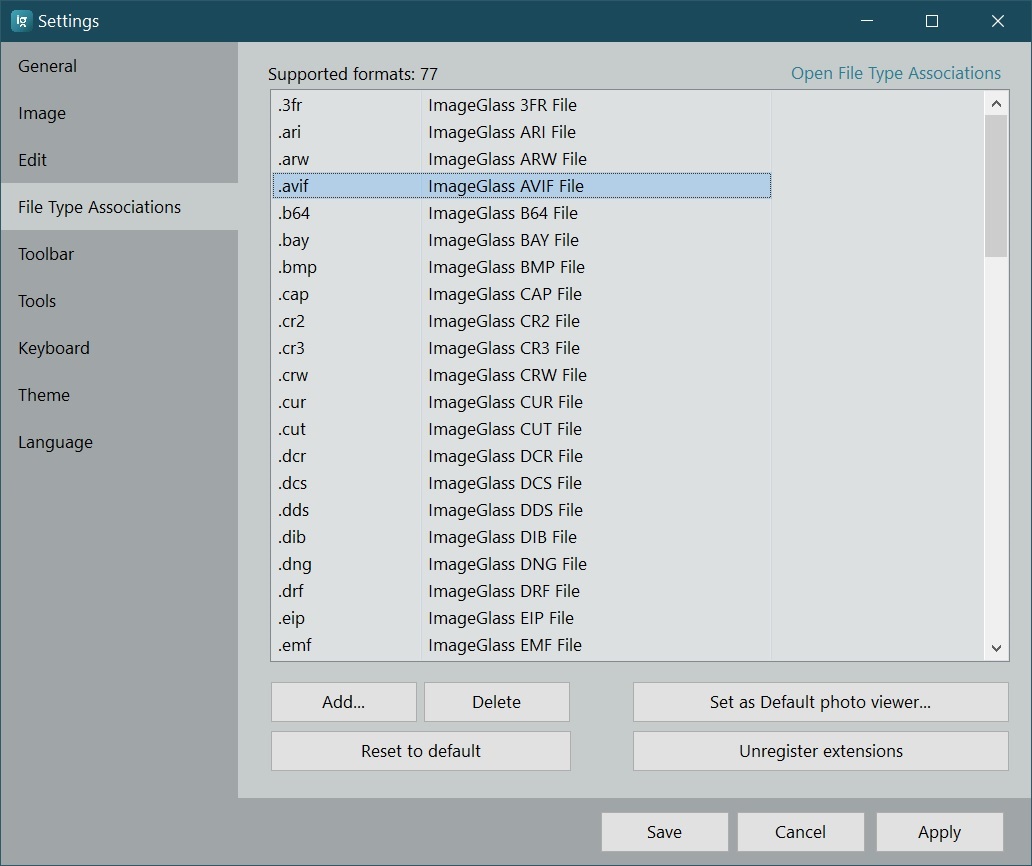 Settings
General
Image
Edit
File Type Associations
Toolbar
Tools
Keyboard
Theme
Language
Supported formats: 77
Open File Type Associations
.3fr ImageGlass 3FR File
.ari ImageGlass ARI File
.arw ImageGlass ARW File
.avif ImageGlass AVIF File
.b64 ImageGlass B64 File
.bay ImageGlass BAY File
.bmp ImageGlass BMP File
.cap ImageGlass CAP File
.cr2 ImageGlass CR2 File
.cr3 ImageGlass CR3 File
.crw ImageGlass CRW File
.cur ImageGlass CUR File
.cut ImageGlass CUT File
.dcr ImageGlass DCR File
.dcs ImageGlass DCS File
.dds ImageGlass DDS File
.dib ImageGlass DIB File
.dng ImageGlass DNG File
.drf ImageGlass DRF File
.eip ImageGlass EIP File
.emf ImageGlass EMF File
Add... Delete Set as Default photo viewer...
Reset to default Unregister extensions
Save Cancel Apply